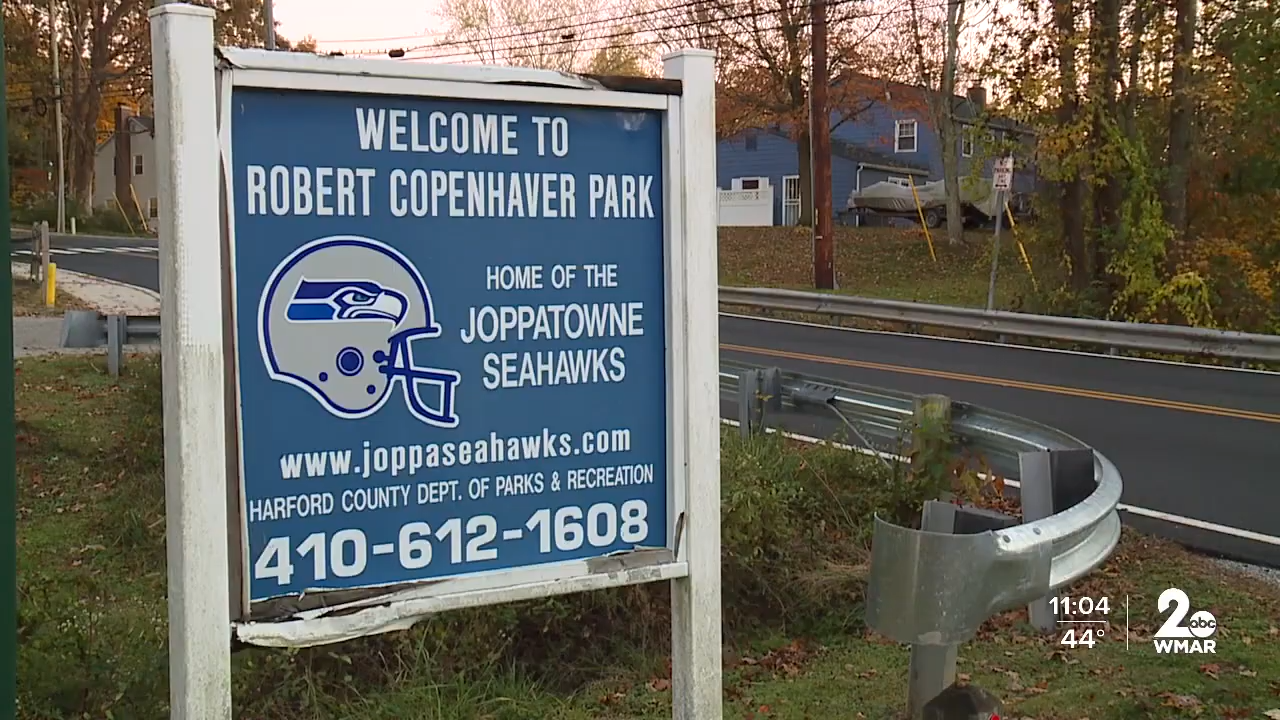 WELCOME TO
ROBERT COPENHAVER PARK
HOME OF THE
JOPPATOWNE
SEAHAWKS
www.joppaseahawks.com
HARFORD COUNTY DEPT. OF PARKS & RECREATION
410-612-1608
11:04
44°
2 abc
WMAR